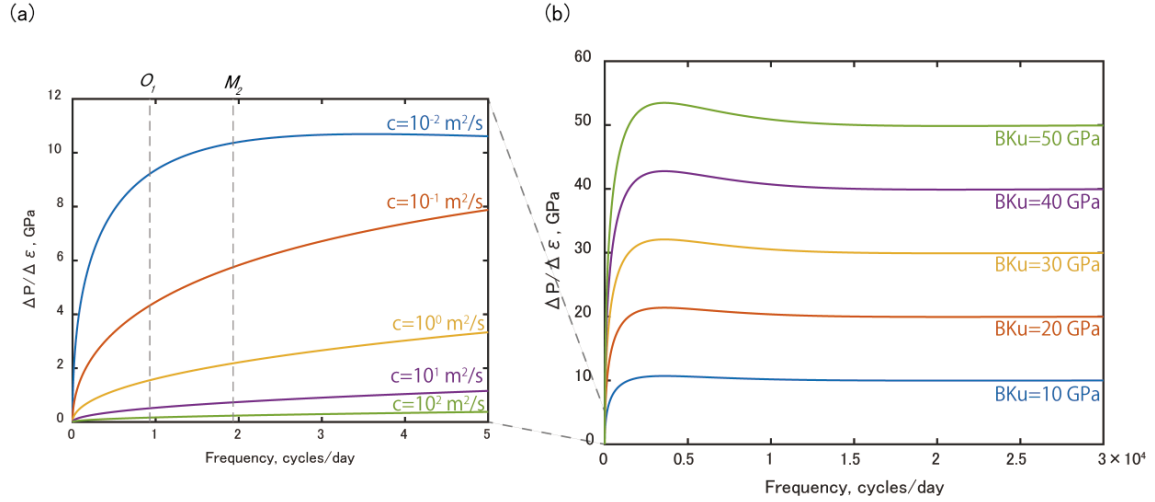 (a)
(b)
O₁
M₂
12
10
8
6
4
2
0
ΔP/Δε, GPa
c=10⁻² m²/s
c=10⁻¹ m²/s
c=10⁰ m²/s
c=10¹ m²/s
c=10² m²/s
0
1
2
3
4
5
Frequency, cycles/day
60
50
40
30
20
10
0
ΔP/Δε, GPa
BKu=50 GPa
BKu=40 GPa
BKu=30 GPa
BKu=20 GPa
BKu=10 GPa
0
0.5
1
1.5
2
2.5
3×10⁴
Frequency, cycles/day